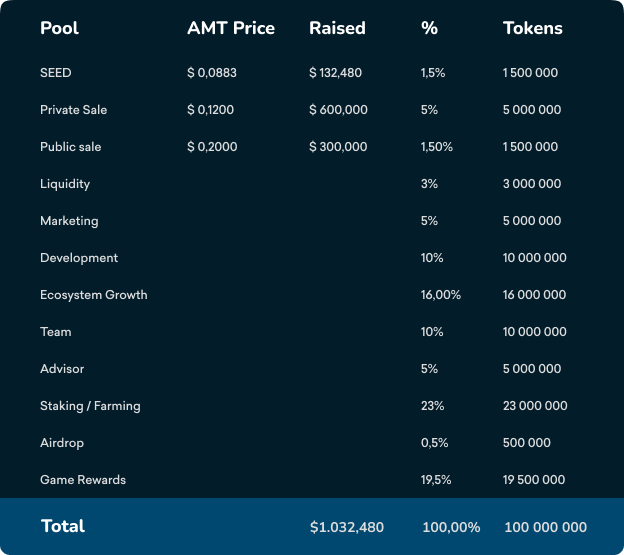 Pool AMT Price Raised % Tokens
SEED $ 0,0883 $ 132,480 1,5% 1 500 000
Private Sale $ 0,1200 $ 600,000 5% 5 000 000
Public sale $ 0,2000 $ 300,000 1,50% 1 500 000
Liquidity 3% 3 000 000
Marketing 5% 5 000 000
Development 10% 10 000 000
Ecosystem Growth 16,00% 16 000 000
Team 10% 10 000 000
Advisor 5% 5 000 000
Staking / Farming 23% 23 000 000
Airdrop 0,5% 500 000
Game Rewards 19,5% 19 500 000
Total $1.032,480 100,00% 100 000 000